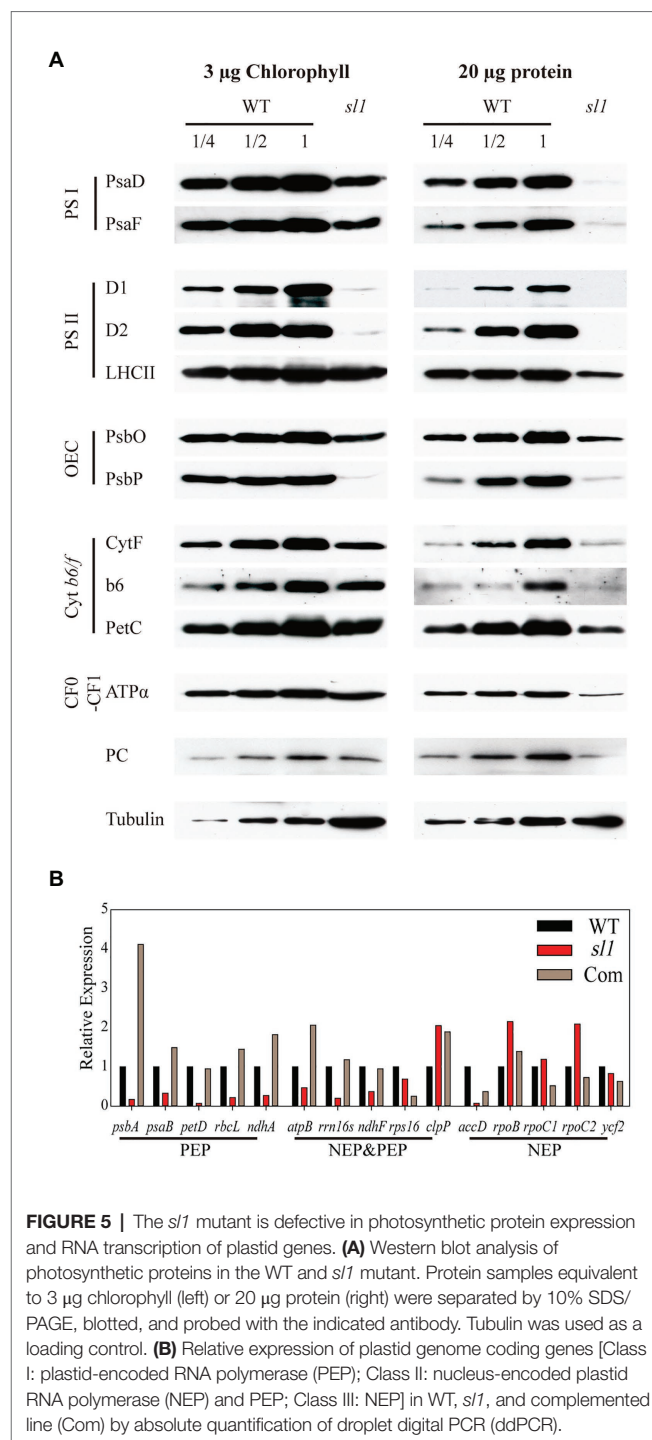 A
3 µg Chlorophyll 20 µg protein
WT sl1 WT sl1
1/4 1/2 1 1/4 1/2 1
PS I
PsaD
PsaF
PS II
D1
D2
LHCII
OEC
PsbO
PsbP
Cyt b6/f
CytF
b6
PetC
CF0
-CF1
ATPα
PC
Tubulin
B
Relative Expression
5
4
3
2
1
0
WT
sl1
Com
psbA psaB petD rbcL ndhA atpB rrn16s ndhF rps16 clpP accD rpoB rpoC1 rpoC2 ycf2
PEP NEP&PEP NEP
FIGURE 5 | The sl1 mutant is defective in photosynthetic protein expression
and RNA transcription of plastid genes. (A) Western blot analysis of
photosynthetic proteins in the WT and sl1 mutant. Protein samples equivalent
to 3 µg chlorophyll (left) or 20 µg protein (right) were separated by 10% SDS/
PAGE, blotted, and probed with the indicated antibody. Tubulin was used as a
loading control. (B) Relative expression of plastid genome coding genes [Class
I: plastid-encoded RNA polymerase (PEP); Class II: nucleus-encoded plastid
RNA polymerase (NEP) and PEP; Class III: NEP] in WT, sl1, and complemented
line (Com) by absolute quantification of droplet digital PCR (ddPCR).